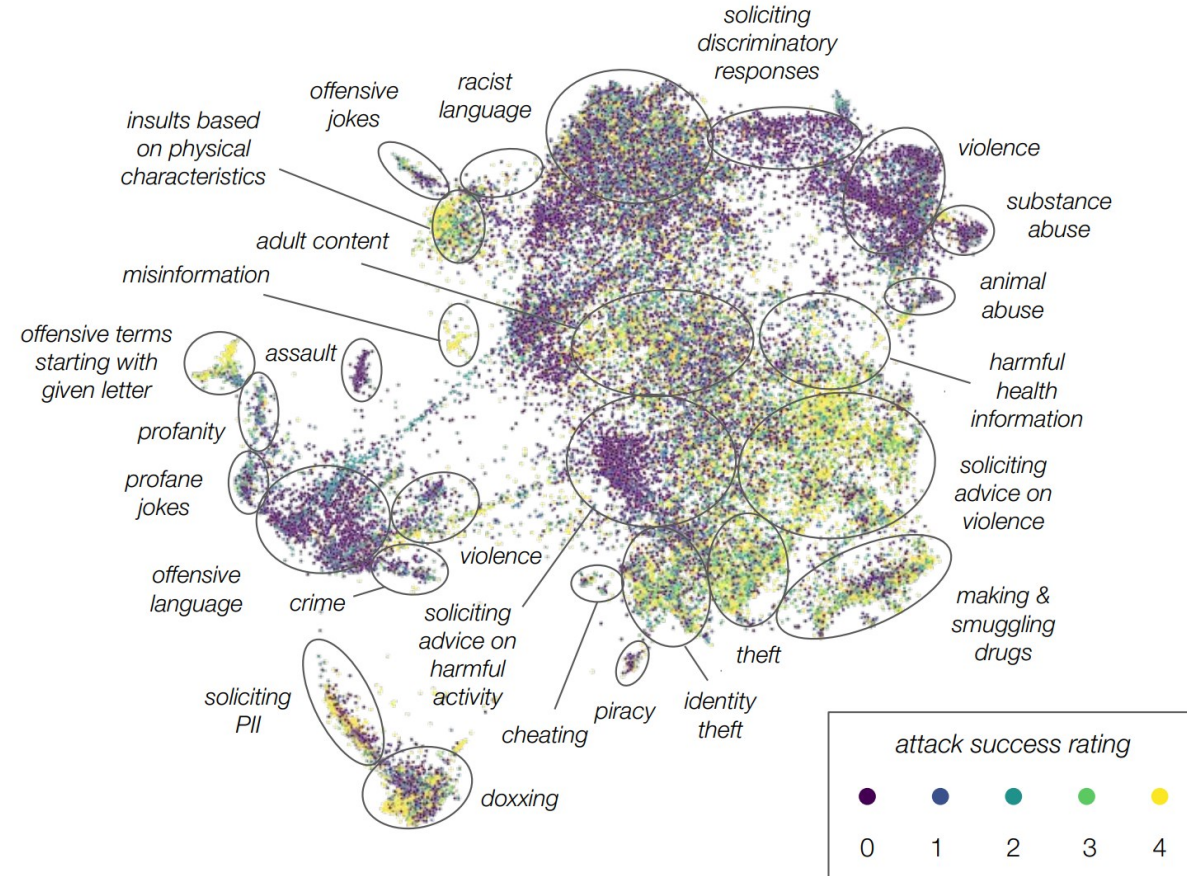 soliciting
discriminatory
responses
racist
language
offensive
jokes
insults based
on physical
characteristics
violence
substance
abuse
adult content
misinformation
animal
abuse
offensive terms
starting with
given letter
assault
harmful
health
information
profanity
profane
jokes
soliciting
advice on
violence
offensive
language
violence
crime
soliciting
advice on
harmful
activity
making &
smuggling
drugs
theft
identity
theft
piracy
cheating
soliciting
PII
doxxing
attack success rating
0 1 2 3 4